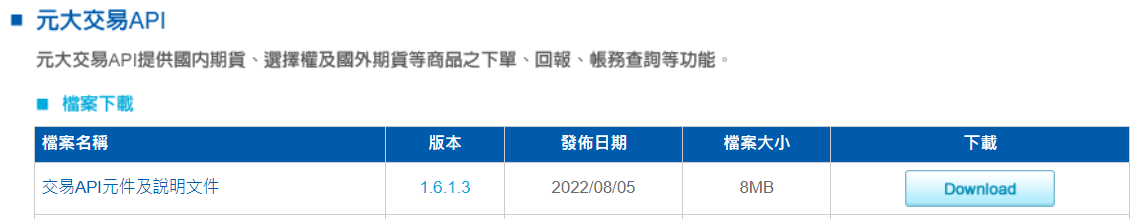 元大交易API
元大交易API提供國內期貨、選擇權及國外期貨等商品之下單、回報、帳務查詢等功能。
檔案下載
檔案名稱 版本 發佈日期 檔案大小 下載
交易API元件及說明文件 1.6.1.3 2022/08/05 8MB Download